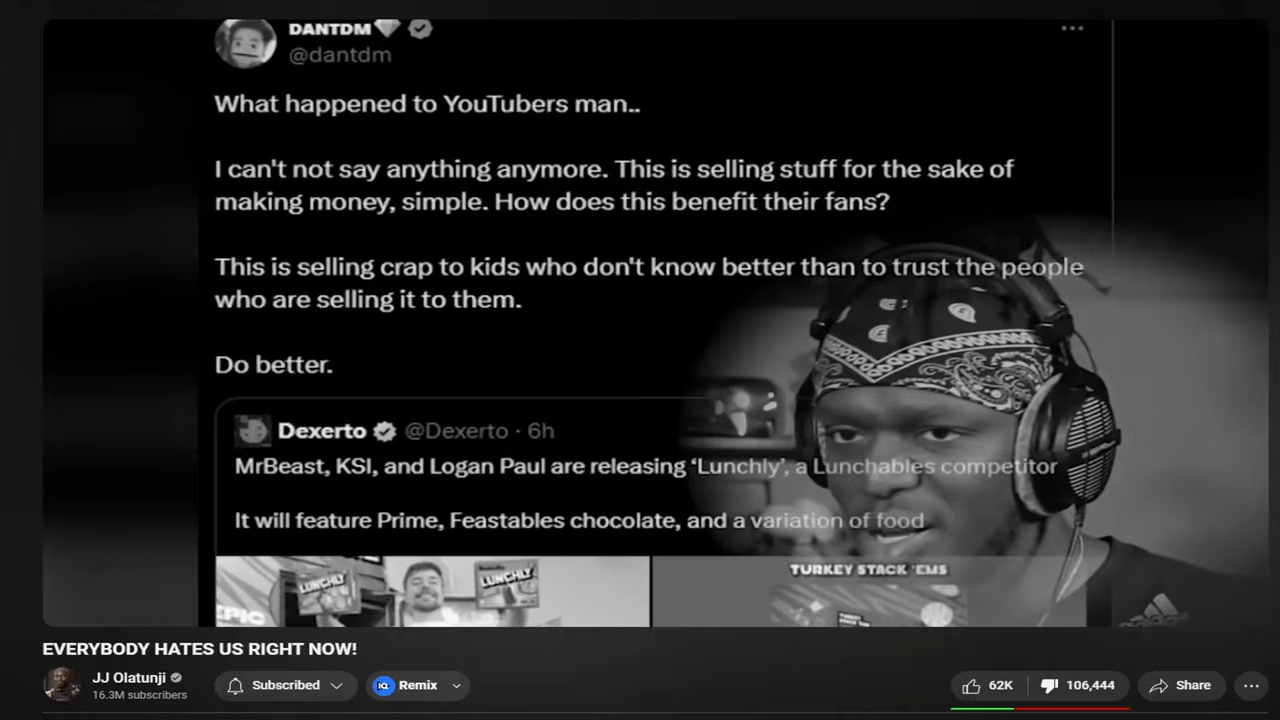 DANTDM
@dantdm
What happened to YouTubers man..
I can't not say anything anymore. This is selling stuff for the sake of
making money, simple. How does this benefit their fans?
This is selling crap to kids who don't know better than to trust the people
who are selling it to them.
Do better.
Dexerto @Dexerto · 6h
MrBeast, KSI, and Logan Paul are releasing ‘Lunchly’, a Lunchables competitor
It will feature Prime, Feastables chocolate, and a variation of food
LUNCHLY LUNCHLY
EPIC
TURKEY STACK 'EMS
EVERYBODY HATES US RIGHT NOW!
JJ Olatunji
16.3M subscribers
Subscribed
IQ Remix
62K
106,444
Share